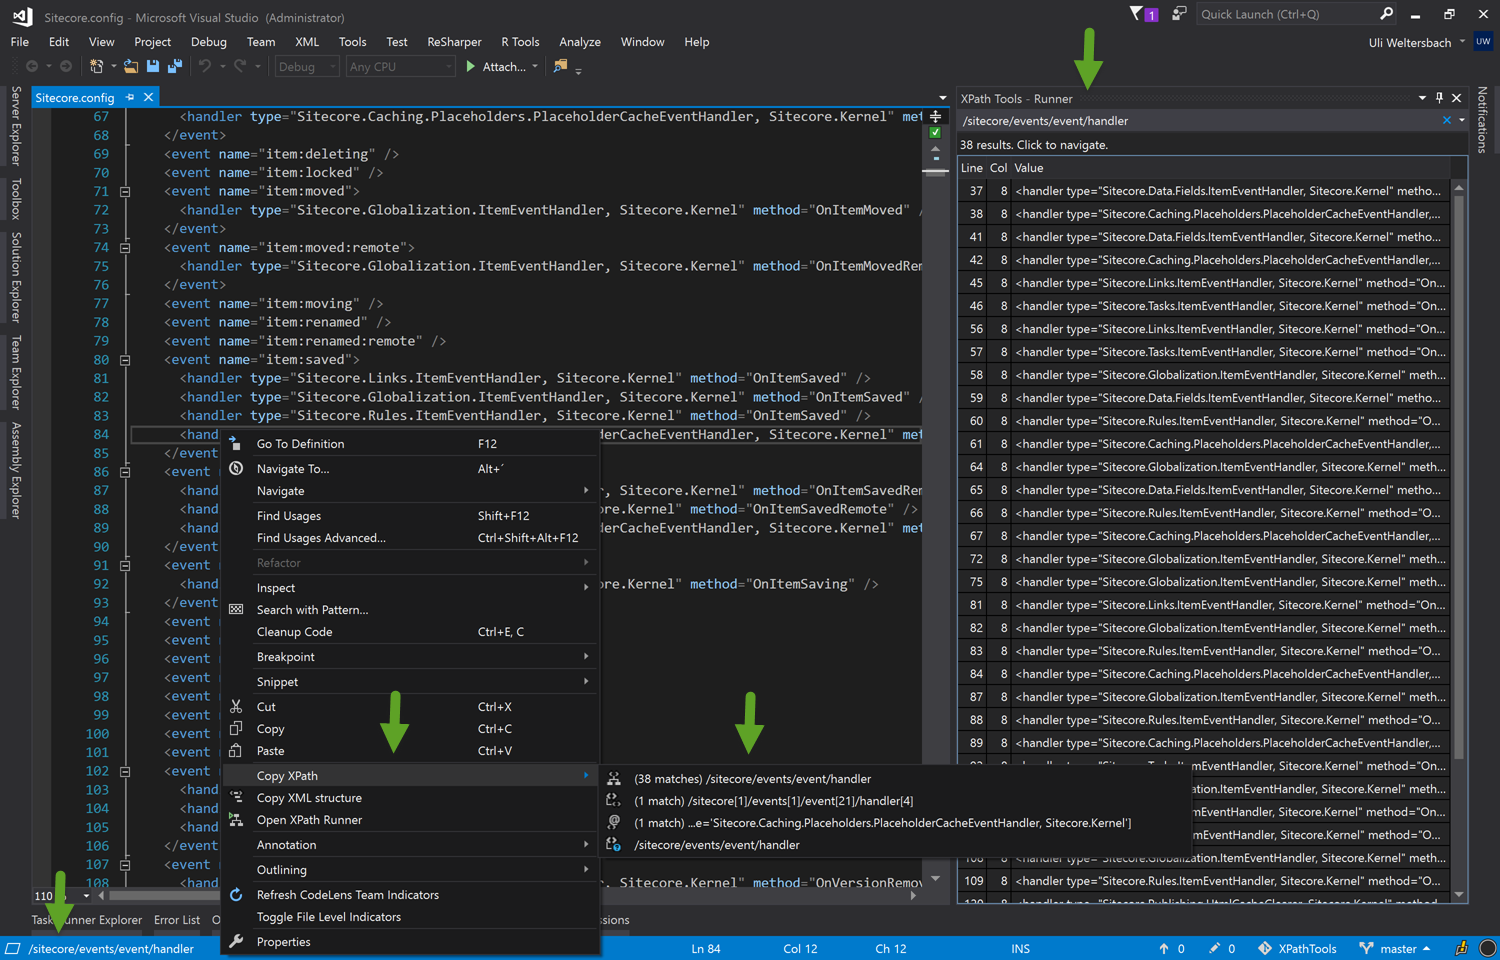 Sitecore.config - Microsoft Visual Studio (Administrator)
1
Quick Launch (Ctrl+Q)
File Edit View Project Debug Team XML Tools Test ReSharper R Tools Analyze Window Help
Uli Weltersbach UW
Debug Any CPU Attach...
Server Explorer
Toolbox
Solution Explorer
Team Explorer
Assembly Explorer
Sitecore.config
67 <handler type="Sitecore.Caching.Placeholders.PlaceholderCacheEventHandler, Sitecore.Kernel" met
68 </event>
69 <event name="item:deleting" />
70 <event name="item:locked" />
71 <event name="item:moved">
72 <handler type="Sitecore.Globalization.ItemEventHandler, Sitecore.Kernel" method="OnItemMoved" /
73 </event>
74 <event name="item:moved:remote">
75 <handler type="Sitecore.Globalization.ItemEventHandler, Sitecore.Kernel" method="OnItemMovedRem
76 </event>
77 <event name="item:moving" />
78 <event name="item:renamed" />
79 <event name="item:renamed:remote" />
80 <event name="item:saved">
81 <handler type="Sitecore.Links.ItemEventHandler, Sitecore.Kernel" method="OnItemSaved" />
82 <handler type="Sitecore.Globalization.ItemEventHandler, Sitecore.Kernel" method="OnItemSaved" /
83 <handler type="Sitecore.Rules.ItemEventHandler, Sitecore.Kernel" method="OnItemSaved" />
84 <hand erCacheEventHandler, Sitecore.Kernel" met
85 </event
86 <event
87 <hand , Sitecore.Kernel" method="OnItemSavedRem
88 <hand re.Kernel" method="OnItemSavedRemote" />
89 <hand erCacheEventHandler, Sitecore.Kernel" met
90 </event
91 <event
92 <hand re.Kernel" method="OnItemSaving" />
93 </event
94 <event
95 <event
96 <event
97 <event
98 <event
99 <event
100 <event
101 <event
102 <event
103 <hand
104 <hand
105 <hand
106 </event
107 <event
108 <hand , Sitecore.Kernel" method="OnVersionRemov
110
Go To Definition F12
Navigate To... Alt+´
Navigate
Find Usages Shift+F12
Find Usages Advanced... Ctrl+Shift+Alt+F12
Refactor
Inspect
Search with Pattern...
Cleanup Code Ctrl+E, C
Breakpoint
Snippet
Cut Ctrl+X
Copy Ctrl+C
Paste Ctrl+V
Copy XPath
Copy XML structure
Open XPath Runner
Annotation
Outlining
Refresh CodeLens Team Indicators
Toggle File Level Indicators
Properties
(38 matches) /sitecore/events/event/handler
(1 match) /sitecore[1]/events[1]/event[21]/handler[4]
(1 match) ...e='Sitecore.Caching.Placeholders.PlaceholderCacheEventHandler, Sitecore.Kernel']
/sitecore/events/event/handler
XPath Tools - Runner
/sitecore/events/event/handler
38 results. Click to navigate.
Line Col Value
37 8 <handler type="Sitecore.Data.Fields.ItemEventHandler, Sitecore.Kernel" metho...
38 8 <handler type="Sitecore.Caching.Placeholders.PlaceholderCacheEventHandler,...
41 8 <handler type="Sitecore.Data.Fields.ItemEventHandler, Sitecore.Kernel" metho...
42 8 <handler type="Sitecore.Caching.Placeholders.PlaceholderCacheEventHandler,...
45 8 <handler type="Sitecore.Links.ItemEventHandler, Sitecore.Kernel" method="On...
46 8 <handler type="Sitecore.Tasks.ItemEventHandler, Sitecore.Kernel" method="On...
56 8 <handler type="Sitecore.Links.ItemEventHandler, Sitecore.Kernel" method="On...
57 8 <handler type="Sitecore.Tasks.ItemEventHandler, Sitecore.Kernel" method="On...
58 8 <handler type="Sitecore.Globalization.ItemEventHandler, Sitecore.Kernel" meth...
59 8 <handler type="Sitecore.Data.Fields.ItemEventHandler, Sitecore.Kernel" metho...
60 8 <handler type="Sitecore.Rules.ItemEventHandler, Sitecore.Kernel" method="O...
61 8 <handler type="Sitecore.Caching.Placeholders.PlaceholderCacheEventHandler,...
64 8 <handler type="Sitecore.Globalization.ItemEventHandler, Sitecore.Kernel" meth...
65 8 <handler type="Sitecore.Data.Fields.ItemEventHandler, Sitecore.Kernel" metho...
66 8 <handler type="Sitecore.Rules.ItemEventHandler, Sitecore.Kernel" method="O...
67 8 <handler type="Sitecore.Caching.Placeholders.PlaceholderCacheEventHandler,...
72 8 <handler type="Sitecore.Globalization.ItemEventHandler, Sitecore.Kernel" meth...
75 8 <handler type="Sitecore.Globalization.ItemEventHandler, Sitecore.Kernel" meth...
81 8 <handler type="Sitecore.Links.ItemEventHandler, Sitecore.Kernel" method="On...
82 8 <handler type="Sitecore.Globalization.ItemEventHandler, Sitecore.Kernel" meth...
83 8 <handler type="Sitecore.Rules.ItemEventHandler, Sitecore.Kernel" method="O...
84 8 <handler type="Sitecore.Caching.Placeholders.PlaceholderCacheEventHandler,...
87 8 <handler type="Sitecore.Globalization.ItemEventHandler, Sitecore.Kernel" meth...
88 8 <handler type="Sitecore.Rules.ItemEventHandler, Sitecore.Kernel" method="O...
89 8 <handler type="Sitecore.Caching.Placeholders.PlaceholderCacheEventHandler,...
ation.ItemEventHandler, Sitecore.Kernel" meth...
mEventHandler, Sitecore.Kernel" method="On...
mEventHandler, Sitecore.Kernel" method="O...
108 8 <handler type="Sitecore.Globalization.ItemEventHandler, Sitecore.Kernel" meth...
109 8 <handler type="Sitecore.Rules.ItemEventHandler, Sitecore.Kernel" method="O...
120 8 <handler type="Sitecore.Publishing.HtmlCacheClearer, Sitecore.Kernel" method...
Notifications
Task Runner Explorer Error List O ssions
/sitecore/events/event/handler Ln 84 Col 12 Ch 12 INS 0 0 XPathTools master